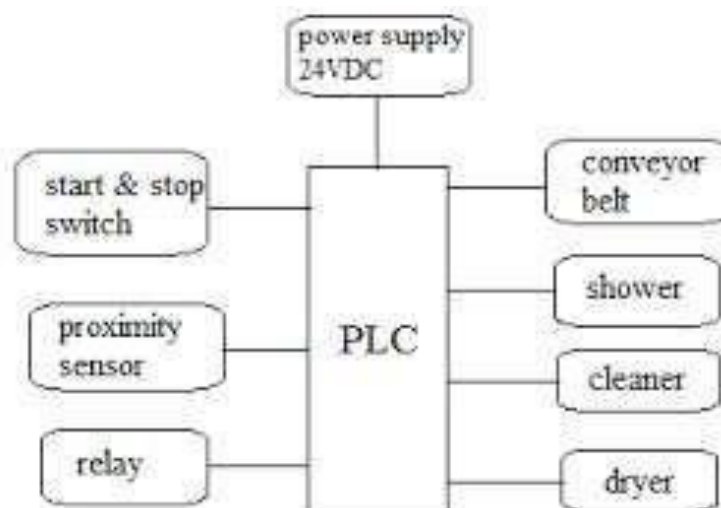 power supply
24VDC
start & stop
switch
proximity
sensor
relay
PLC
conveyor
belt
shower
cleaner
dryer